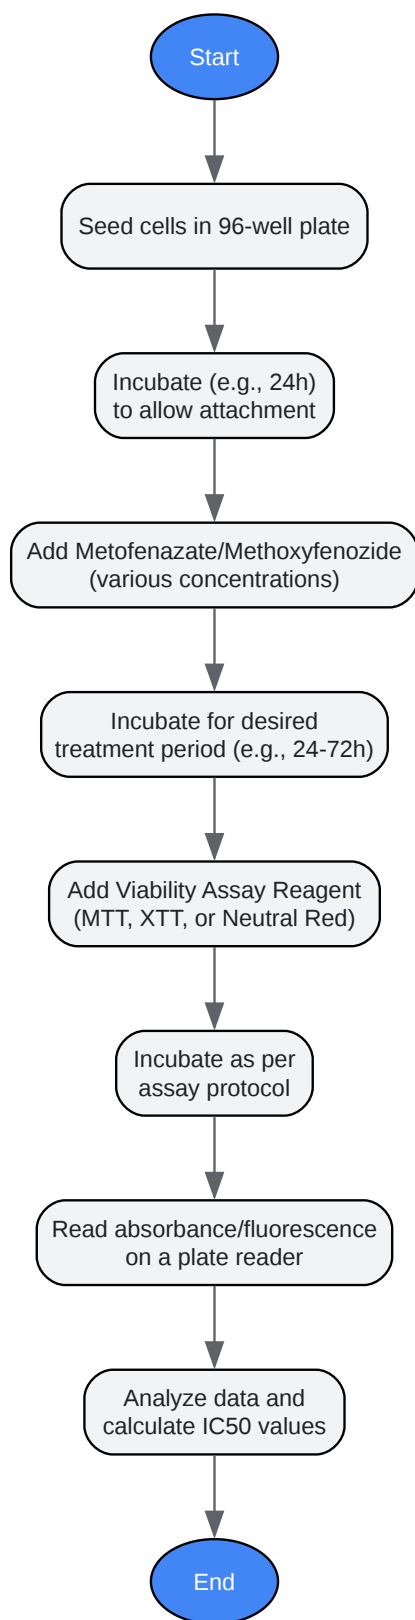 Start
Seed cells in 96-well plate
Incubate (e.g., 24h)
to allow attachment
Add Metofenazate/Methoxyfenozide
(various concentrations)
Incubate for desired
treatment period (e.g., 24-72h)
Add Viability Assay Reagent
(MTT, XTT, or Neutral Red)
Incubate as per
assay protocol
Read absorbance/fluorescence
on a plate reader
Analyze data and
calculate IC50 values
End